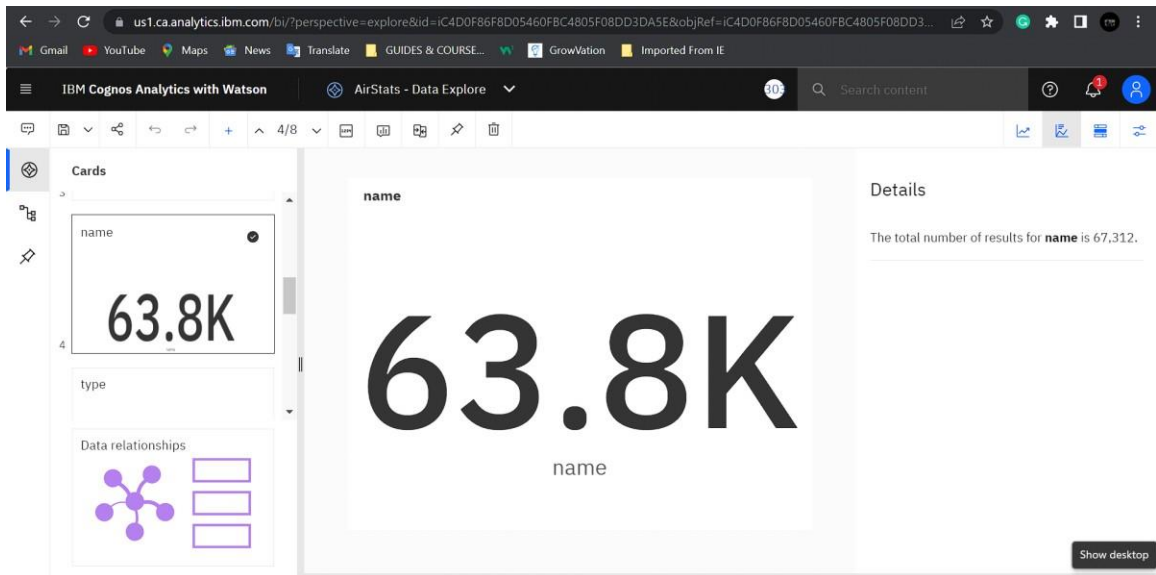 us1.ca.analytics.ibm.com/bi/?perspective=explore&id=iC4D0F86F8D05460FBC4805F08DD3DA5E&objRef=iC4D0F86F8D05460FBC4805F08DD3...
Gmail YouTube Maps News Translate GUIDES & COURSE... GrowVation Imported From IE
IBM Cognos Analytics with Watson AirStats - Data Explore 303 Search content 1
4/8
Cards
3
name
63.8K
4
type
Data relationships
name
63.8K
name
Details
The total number of results for name is 67,312.
Show desktop